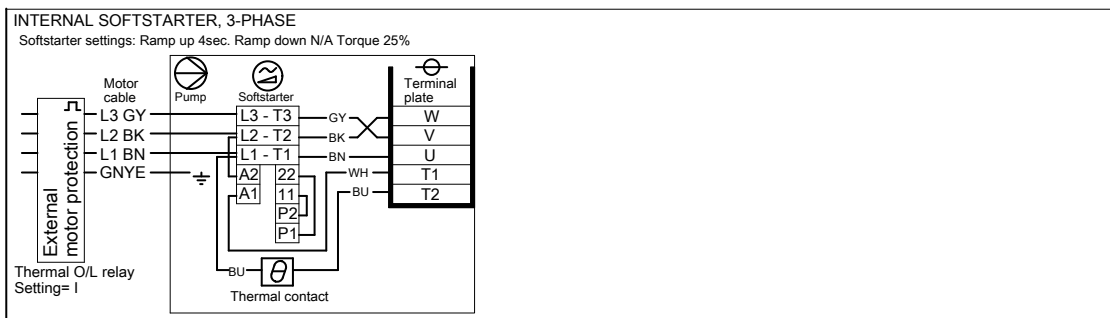 INTERNAL SOFTSTARTER, 3-PHASE
Softstarter settings: Ramp up 4sec. Ramp down N/A Torque 25%
Motor
cable
Pump
Softstarter
Terminal
plate
L3 GY
L3 - T3
GY
W
L2 BK
L2 - T2
BK
V
L1 BN
L1 - T1
BN
U
GNYE
A2
22
WH
T1
A1
11
BU
T2
P2
P1
External
motor protection
BU
θ
Thermal contact
Thermal O/L relay
Setting= I